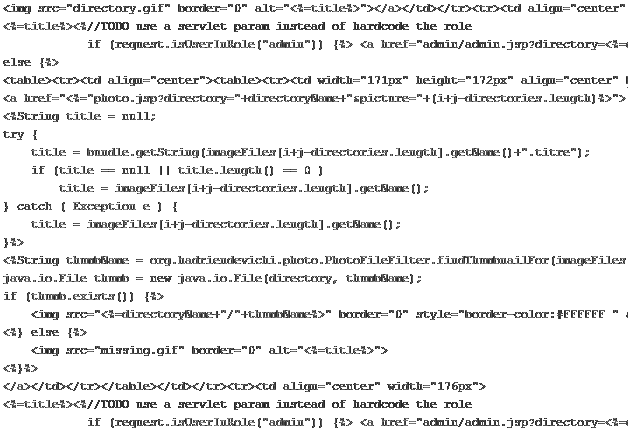 <img src="directory.gif" border="0" alt="<%=title%>"></a></td></tr><tr><td align="center"
<%=title%><%//TODO use a servlet param instead of hardcode the role
if (request.isUserInRole("admin")) {%> <a href="admin/admin.jsp?directory=<%=
else {%>
<table><tr><td align="center"><table><tr><td width="171px" height="172px" align="center"
<a href="<%="photo.jsp?directory="+directoryName+"&picture="+(i+j-directories.length)%>">
<%String title = null;
try {
title = bundle.getString(imageFiles[i+j-directories.length].getName()+".titre");
if (title == null || title.length() == 0 )
title = imageFiles[i+j-directories.length].getName();
} catch ( Exception e ) {
title = imageFiles[i+j-directories.length].getName();
}%>
<%String thumbName = org.hadriendevichi.photo.PhotoFileFilter.findThumbnailFor(imageFiles
java.io.File thumb = new java.io.File(directory, thumbName);
if (thumb.exists()) {%>
<img src="<%=directoryName+"/"+thumbName%>" border="0" style="border-color:#FFFFFF "
<%} else {%>
<img src="missing.gif" border="0" alt="<%=title%>">
<%}%>
</a></td></tr></table></td></tr><tr><td align="center" width="176px">
<%=title%><%//TODO use a servlet param instead of hardcode the role
if (request.isUserInRole("admin")) {%> <a href="admin/admin.jsp?directory=<%=